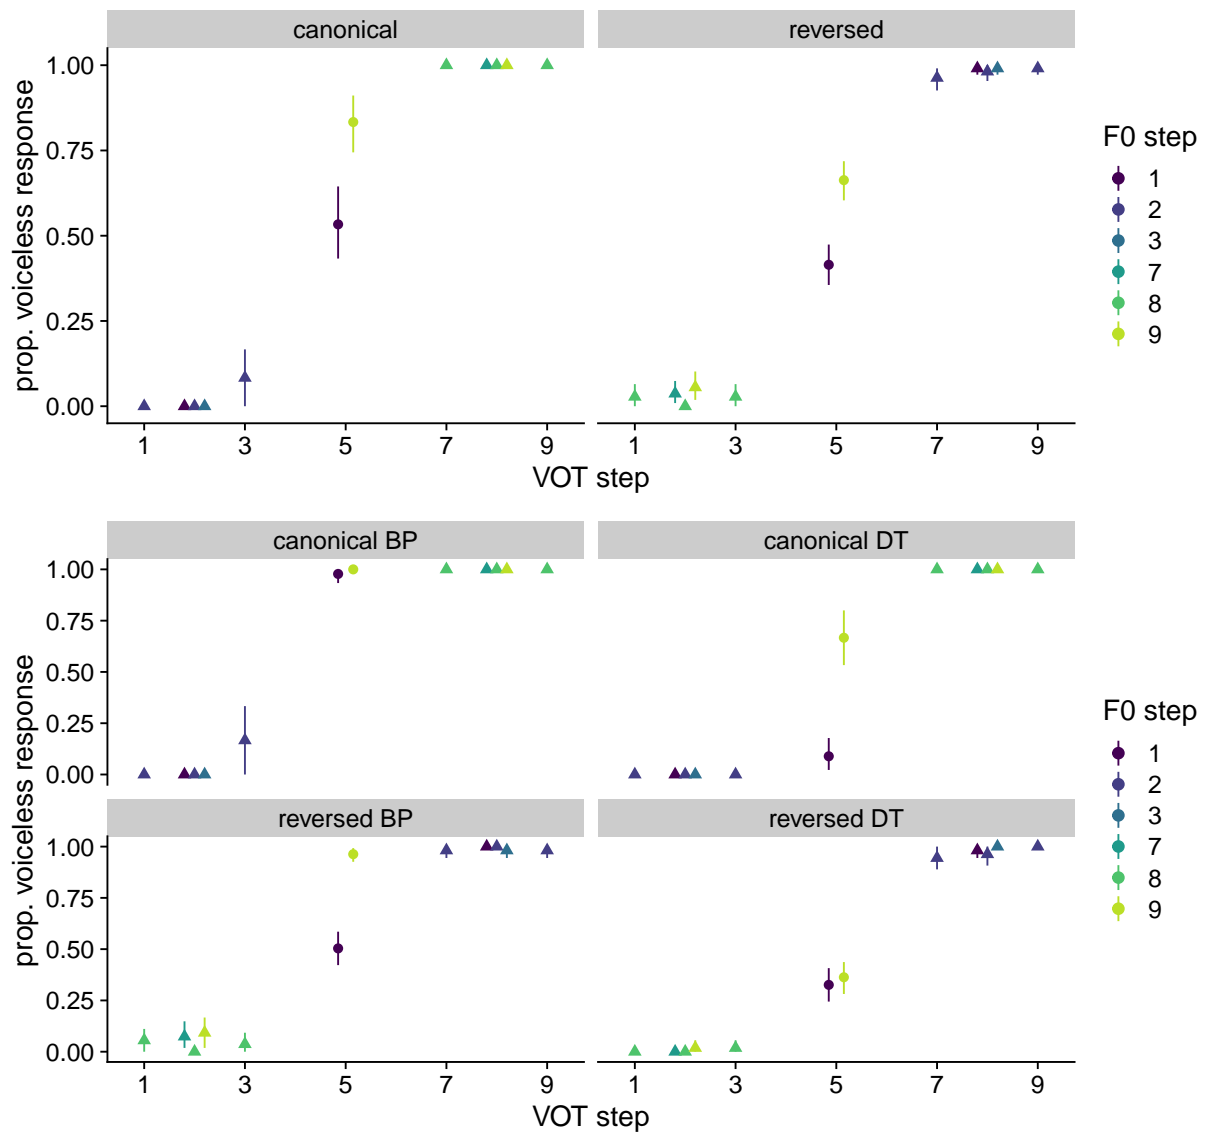 canonical reversed
1.00
0.75
0.50
0.25
0.00
prop. voiceless response
1 3 5 7 9 1 3 5 7 9
VOT step
F0 step
1
2
3
7
8
9
canonical BP canonical DT
1.00
0.75
0.50
0.25
0.00
reversed BP reversed DT
1.00
0.75
0.50
0.25
0.00
prop. voiceless response
1 3 5 7 9 1 3 5 7 9
VOT step
F0 step
1
2
3
7
8
9